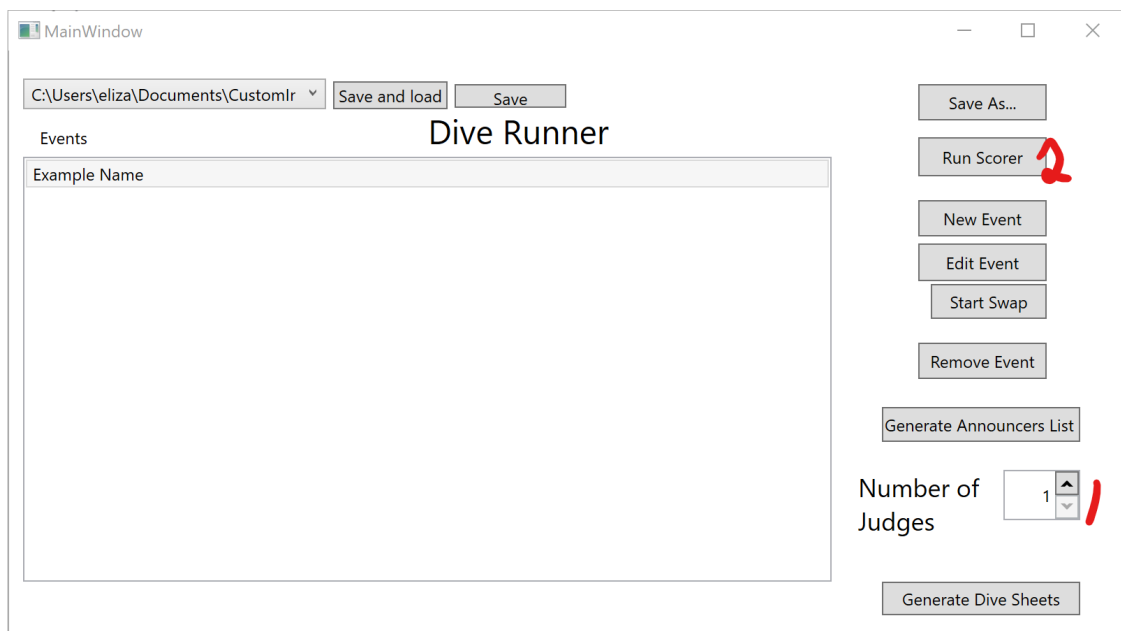 MainWindow
C:\Users\eliza\Documents\CustomIr
Save and load
Save
Save As...
Events
Dive Runner
Run Scorer
2
Example Name
New Event
Edit Event
Start Swap
Remove Event
Generate Announcers List
Number of
Judges
1
1
Generate Dive Sheets